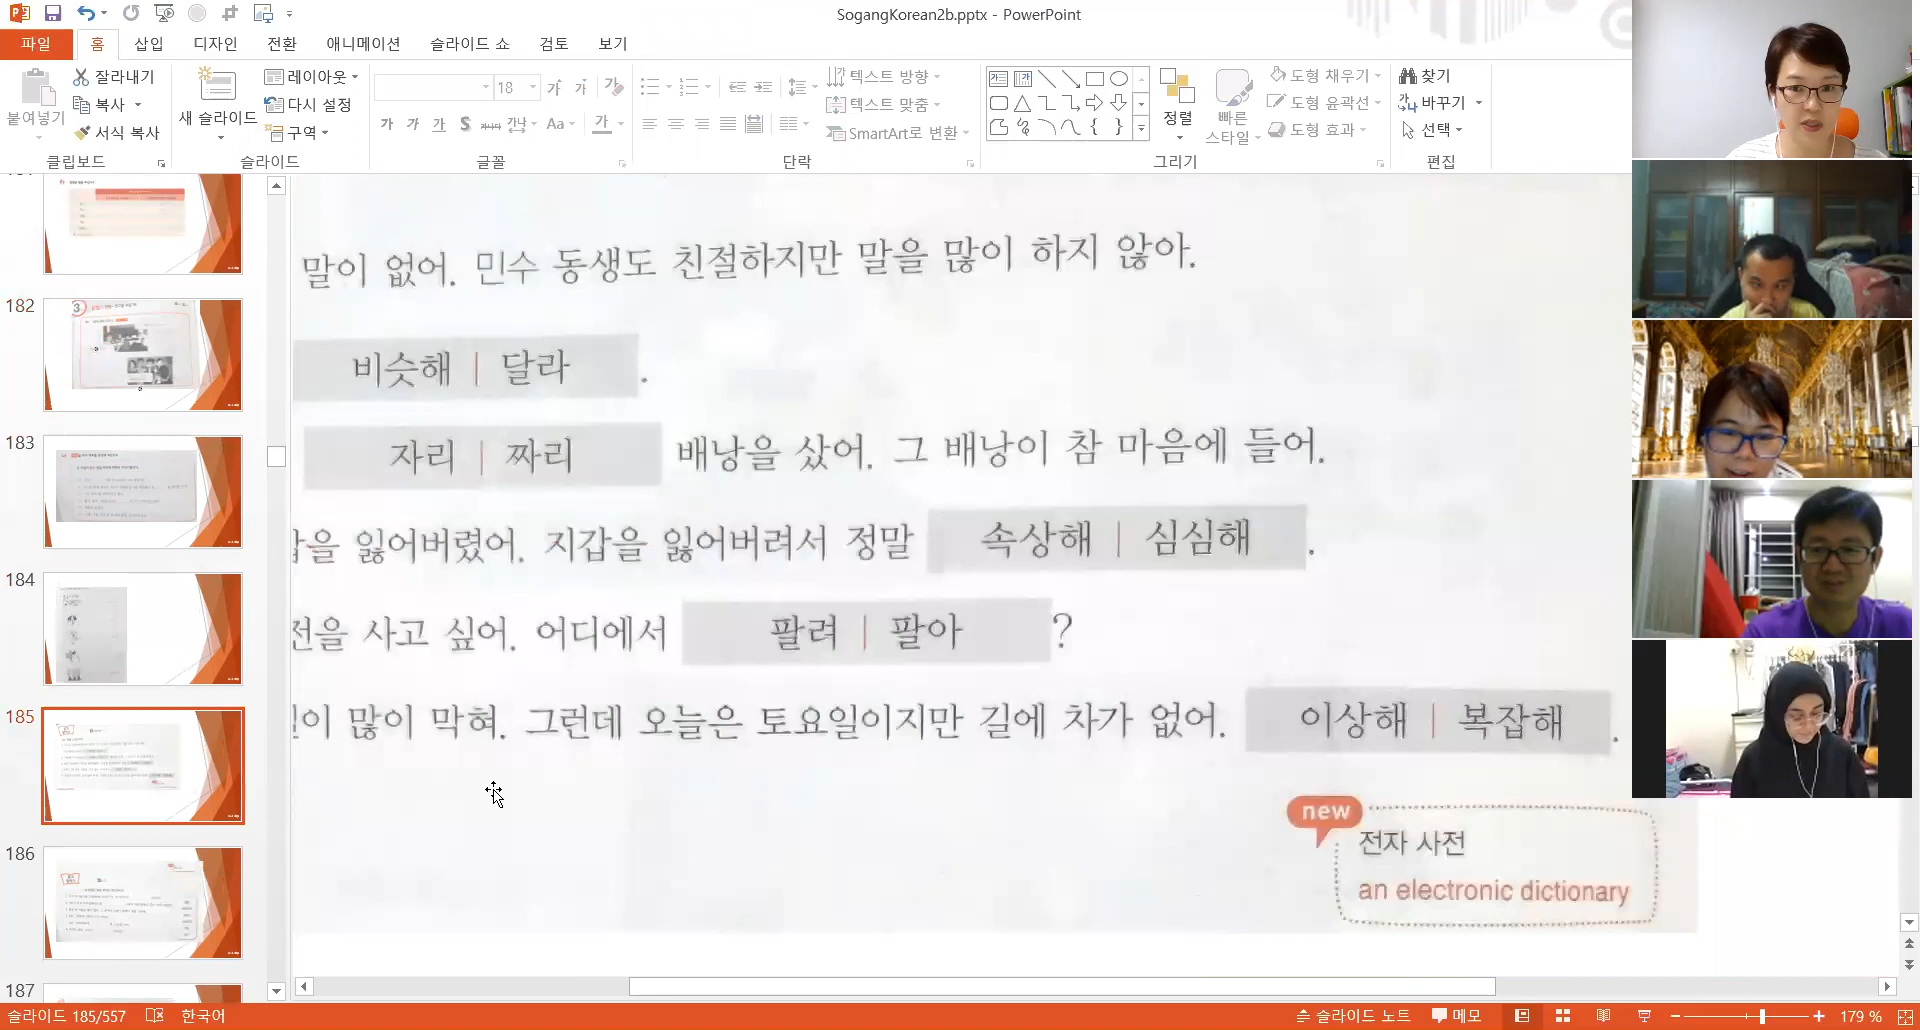 SogangKorean2b.pptx - PowerPoint
파일 홈 삽입 디자인 전환 애니메이션 슬라이드 쇼 검토 보기
붙여넣기
잘라내기
복사
서식 복사
클립보드
새 슬라이드
레이아웃
다시 설정
구역
슬라이드
18
가 가 가 S 간 Aa 가
글꼴
텍스트 방향
텍스트 맞춤
SmartArt로 변환
단락
정렬
빠른 스타일
도형 채우기
도형 윤곽선
도형 효과
그리기
찾기
바꾸기
선택
편집
182
183
184
185
186
187
말이 없어. 민수 동생도 친절하지만 말을 많이 하지 않아.
비슷해 | 달라 .
자리 | 짜리 배낭을 샀어. 그 배낭이 참 마음에 들어.
을 잃어버렸어. 지갑을 잃어버려서 정말 속상해 | 심심해 .
전을 사고 싶어. 어디에서 팔려 | 팔아 ?
이 많이 막혀. 그런데 오늘은 토요일이지만 길에 차가 없어. 이상해 | 복잡해 .
new
전자 사전
an electronic dictionary
슬라이드 185/557 한국어 슬라이드 노트 메모 179 %